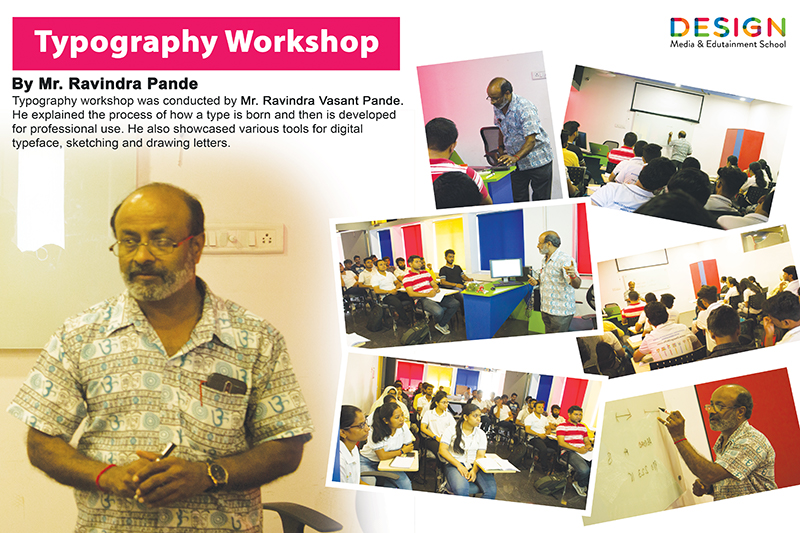 Typography Workshop
DESIGN
Media & Edutainment School
By Mr. Ravindra Pande
Typography workshop was conducted by Mr. Ravindra Vasant Pande.
He explained the process of how a type is born and then is developed
for professional use. He also showcased various tools for digital
typeface, sketching and drawing letters.